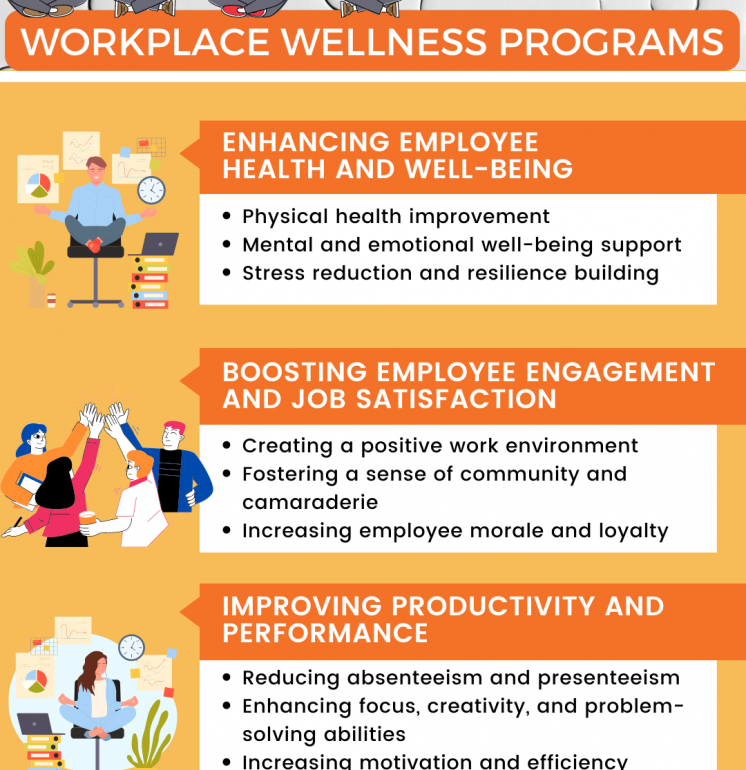 WORKPLACE WELLNESS PROGRAMS
ENHANCING EMPLOYEE
HEALTH AND WELL-BEING
• Physical health improvement
• Mental and emotional well-being support
• Stress reduction and resilience building
BOOSTING EMPLOYEE ENGAGEMENT
AND JOB SATISFACTION
• Creating a positive work environment
• Fostering a sense of community and
camaraderie
• Increasing employee morale and loyalty
IMPROVING PRODUCTIVITY AND
PERFORMANCE
• Reducing absenteeism and presenteeism
• Enhancing focus, creativity, and problem-
solving abilities
• Increasing motivation and efficiency